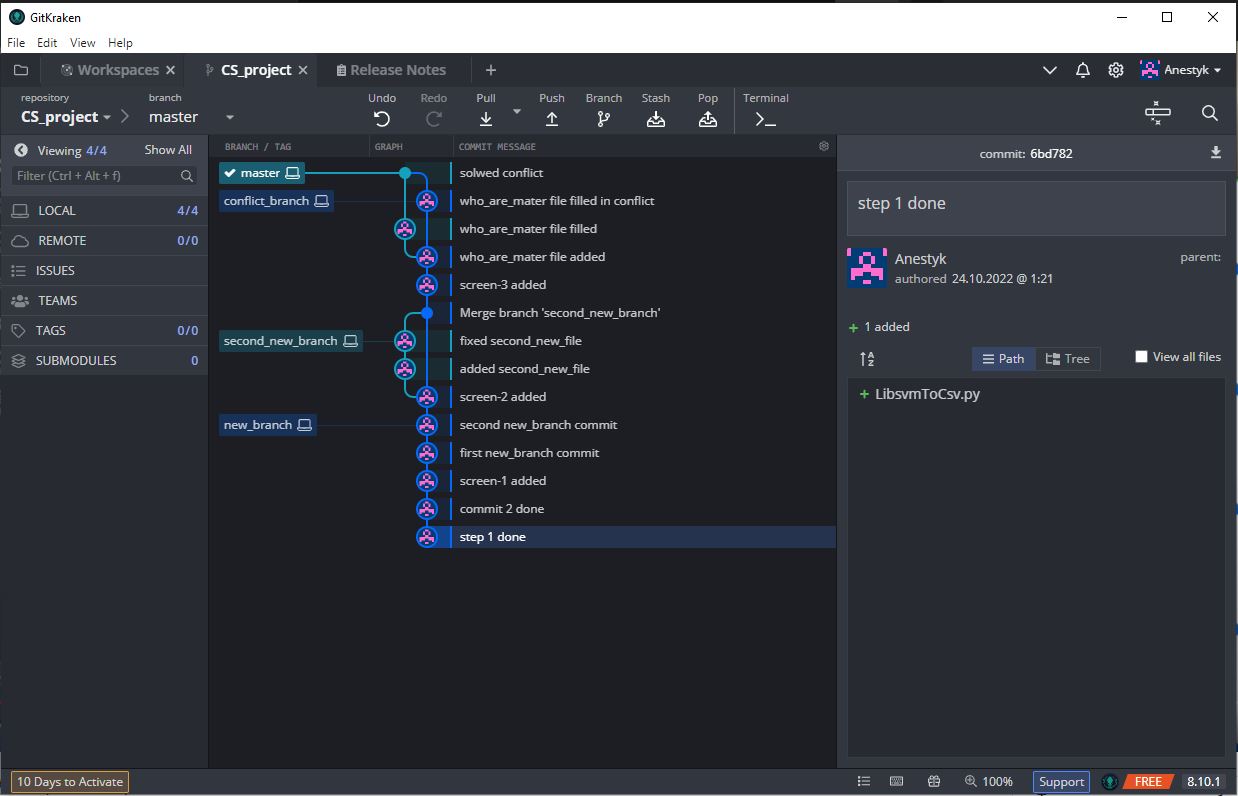 GitKraken
File Edit View Help
Workspaces
CS_project
Release Notes
Anestyk
repository
CS_project
branch
master
Undo
Redo
Pull
Push
Branch
Stash
Pop
Terminal
Viewing 4/4
Show All
Filter (Ctrl + Alt + f)
LOCAL 4/4
REMOTE 0/0
ISSUES
TEAMS
TAGS 0/0
SUBMODULES 0
BRANCH / TAG GRAPH COMMIT MESSAGE
master solwed conflict
conflict_branch who_are_mater file filled in conflict
who_are_mater file filled
who_are_mater file added
screen-3 added
Merge branch 'second_new_branch'
second_new_branch fixed second_new_file
added second_new_file
screen-2 added
new_branch second new_branch commit
first new_branch commit
screen-1 added
commit 2 done
step 1 done
commit: 6bd782
step 1 done
Anestyk
authored 24.10.2022 @ 1:21
parent:
+ 1 added
A
Z
Path
Tree
View all files
+ LibsvmToCsv.py
10 Days to Activate
100%
Support
FREE
8.10.1